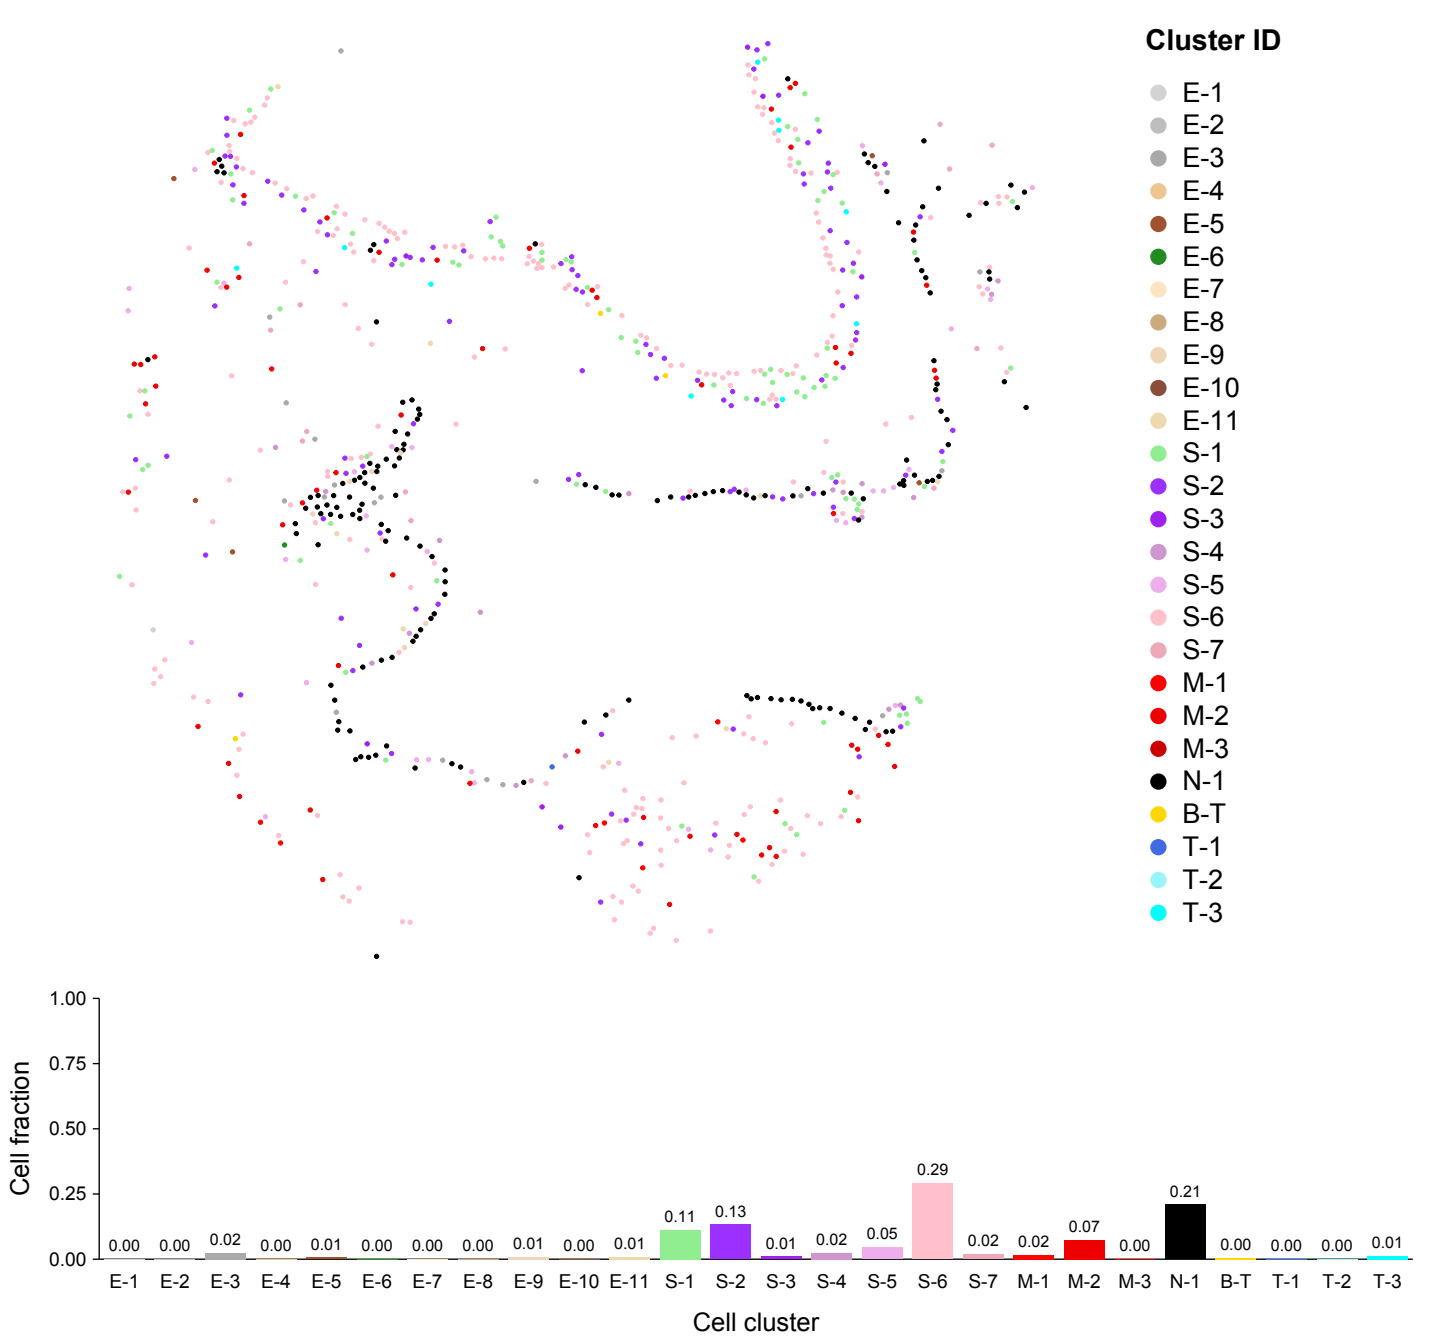 Cluster ID
E-1
E-2
E-3
E-4
E-5
E-6
E-7
E-8
E-9
E-10
E-11
S-1
S-2
S-3
S-4
S-5
S-6
S-7
M-1
M-2
M-3
N-1
B-T
T-1
T-2
T-3
Cell fraction
1.00
0.75
0.50
0.25
0.00
0.00 0.00 0.02 0.00 0.01 0.00 0.00 0.00 0.01 0.00 0.01 0.11 0.13 0.01 0.02 0.05 0.29 0.02 0.02 0.07 0.00 0.21 0.00 0.00 0.00 0.01
E-1 E-2 E-3 E-4 E-5 E-6 E-7 E-8 E-9 E-10 E-11 S-1 S-2 S-3 S-4 S-5 S-6 S-7 M-1 M-2 M-3 N-1 B-T T-1 T-2 T-3
Cell cluster